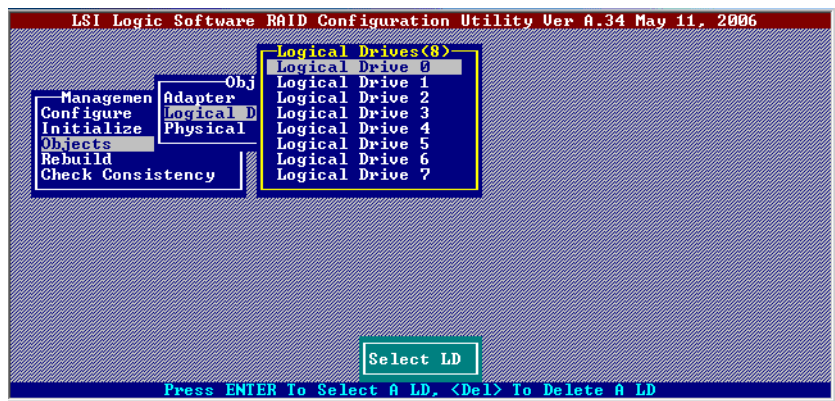 LSI Logic Software RAID Configuration Utility Ver A.34 May 11, 2006
Managemen
Configure
Initialize
Objects
Rebuild
Check Consistency
Obj
Adapter
Logical D
Physical
Logical Drives(8)
Logical Drive 0
Logical Drive 1
Logical Drive 2
Logical Drive 3
Logical Drive 4
Logical Drive 5
Logical Drive 6
Logical Drive 7
Select LD
Press ENTER To Select A LD, <Del> To Delete A LD